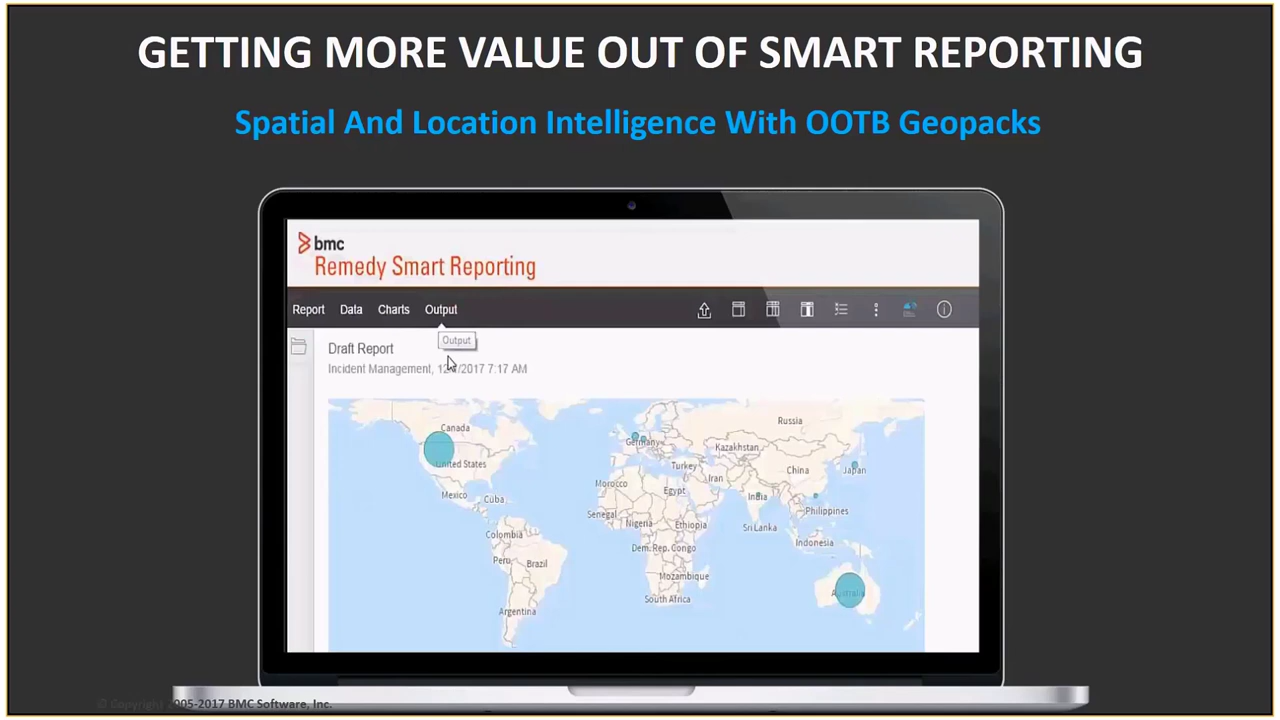 GETTING MORE VALUE OUT OF SMART REPORTING
Spatial And Location Intelligence With OOTB Geopacks
bmc
Remedy Smart Reporting
Report Data Charts Output
Output
Draft Report
Incident Management, 7:17 AM
Canada
Russia
Germany
Kazakhstan
United States
Turkey
China
Japan
Iran
Morocco
Mexico
Cuba
Egypt
India
Philippines
Senegal
Nigeria
Ethiopia
Sri Lanka
Colombia
Indonesia
Dem. Rep. Congo
Peru
Brazil
Mozambique
Australia
South Africa
Argentina
© Copyright 2005-2017 BMC Software, Inc.